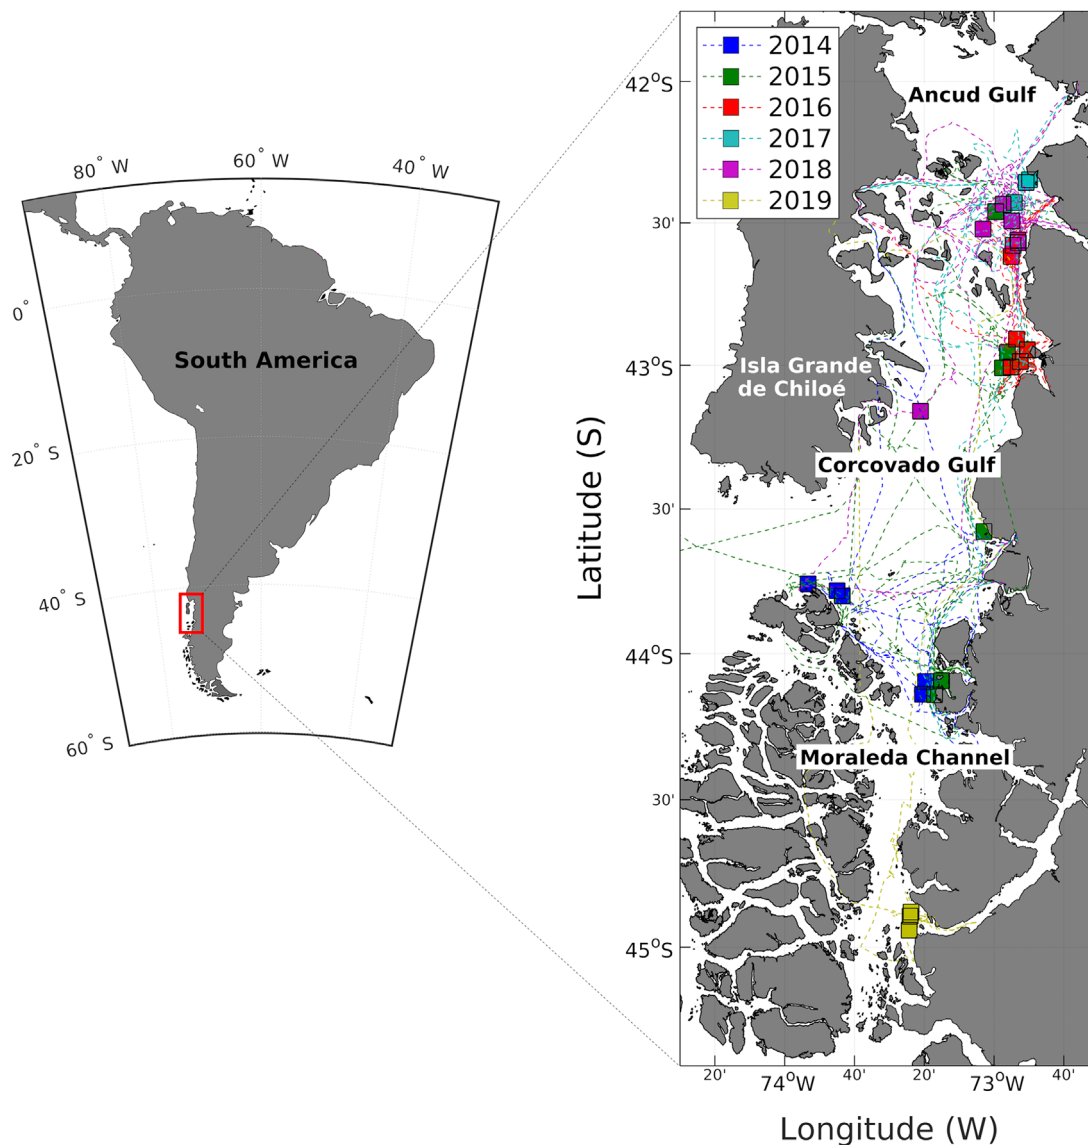 80° W
60° W
40° W
0°
20° S
40° S
60° S
South America
2014
2015
2016
2017
2018
2019
Ancud Gulf
Isla Grande
de Chiloé
Corcovado Gulf
Moraleda Channel
42°S
30'
43°S
30'
44°S
30'
45°S
Latitude (S)
20'
74°W
40'
20'
73°W
40'
Longitude (W)